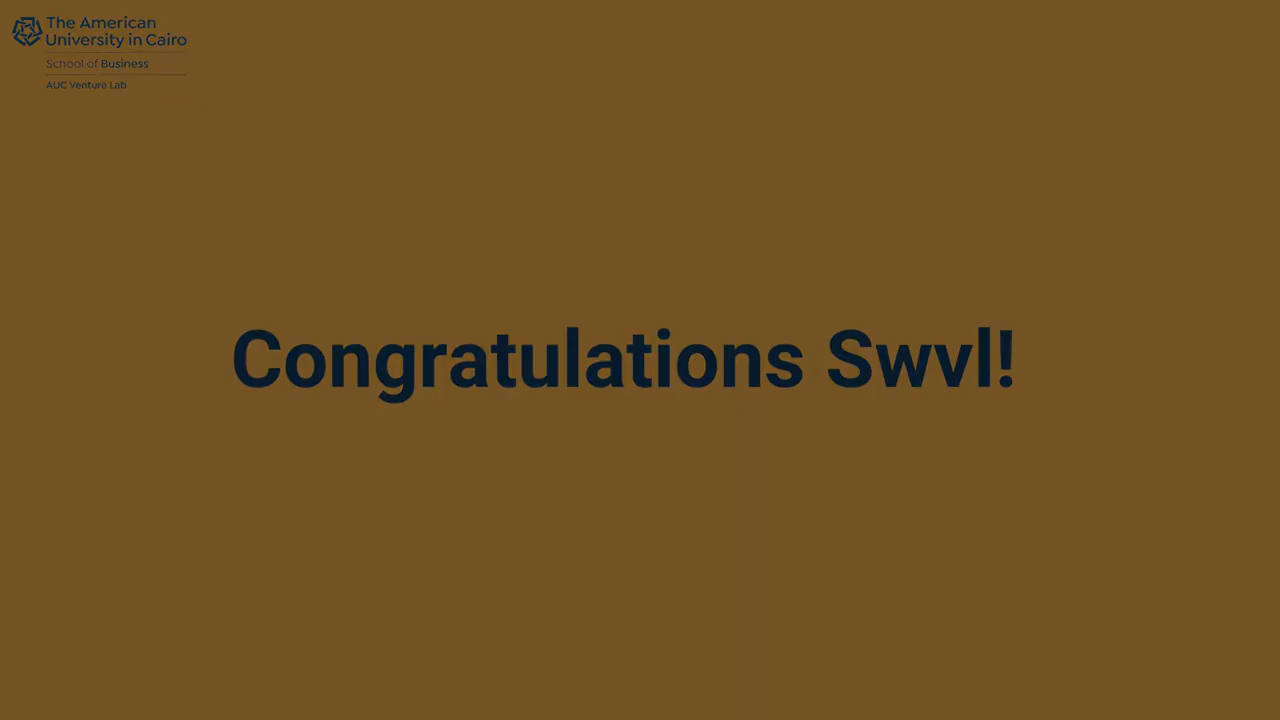 The American
University in Cairo
School of Business
AUC Venture Lab
Congratulations Swvl!